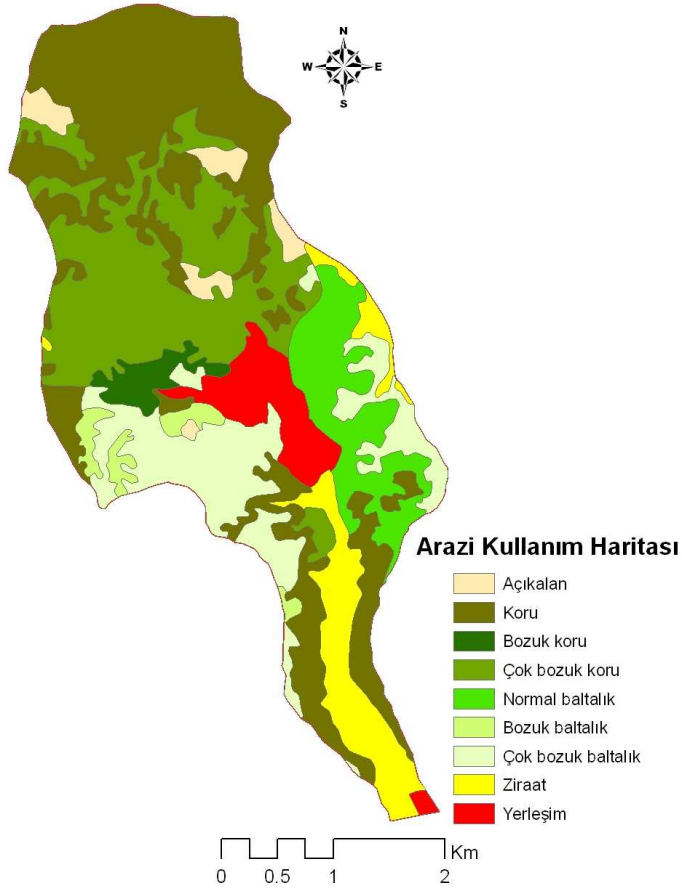 N
W E
S
Arazi Kullanım Haritası
Açıkalan
Koru
Bozuk koru
Çok bozuk koru
Normal baltalık
Bozuk baltalık
Çok bozuk baltalık
Ziraat
Yerleşim
Km
0 0.5 1 2